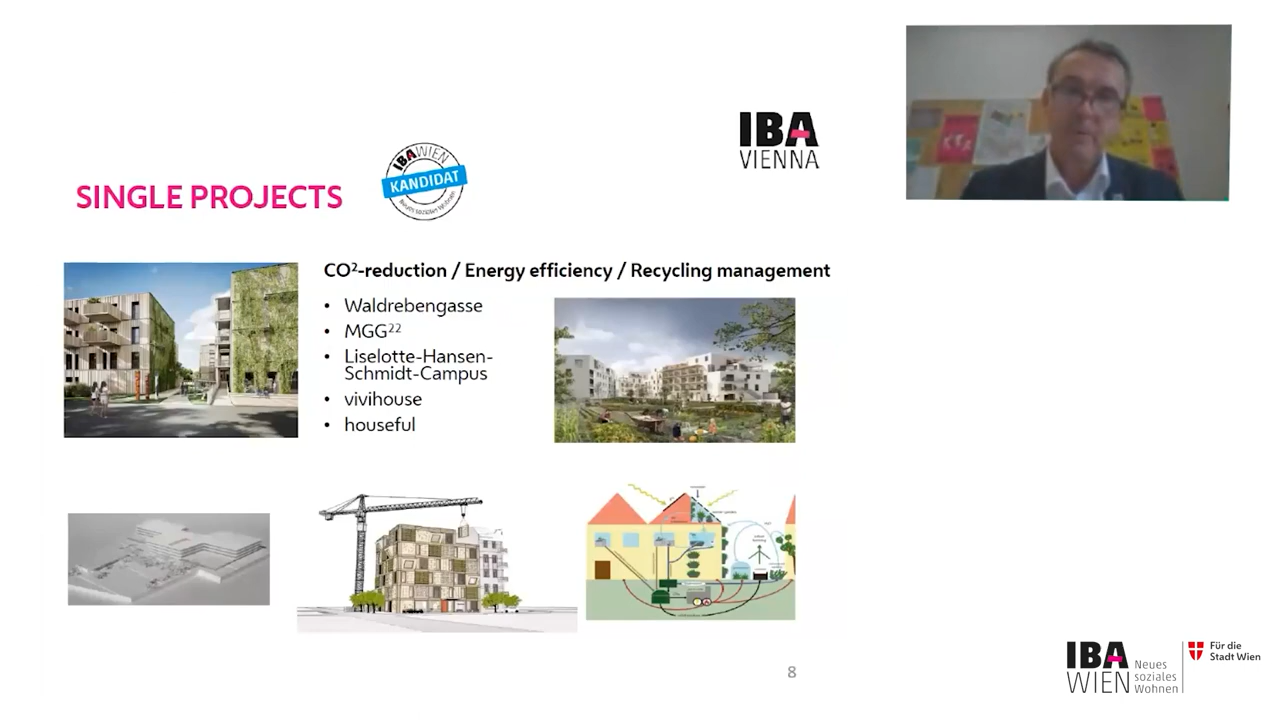 IBA
VIENNA
IBA WIEN
KANDIDAT
SINGLE PROJECTS
CO²-reduction / Energy efficiency / Recycling management
• Waldrebengasse
• MGG²²
• Liselotte-Hansen-
Schmidt-Campus
• vivihouse
• houseful
8
IBA
WIEN
Neues
soziales
Wohnen
Für die
Stadt Wien